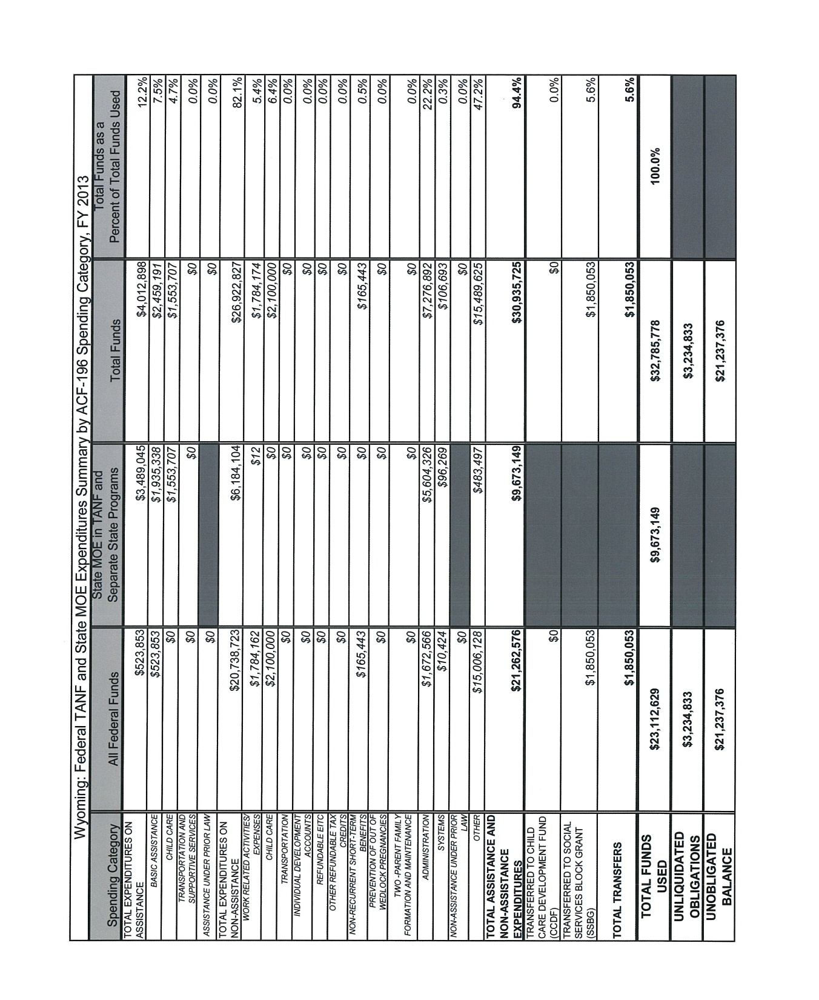 Wyoming: Federal TANF and State MOE Expenditures Summary by ACF-196 Spending Category, FY 2013
Spending Category
All Federal Funds
State MOE in TANF and
Separate State Programs
Total Funds
Total Funds as a
Percent of Total Funds Used
TOTAL EXPENDITURES ON
ASSISTANCE
$523,853 $3,489,045 $4,012,898 12.2%
BASIC ASSISTANCE $523,853 $1,935,338 $2,459,191 7.5%
CHILD CARE $0 $1,553,707 $1,553,707 4.7%
TRANSPORTATION AND
SUPPORTIVE SERVICES
$0 $0 $0 0.0%
ASSISTANCE UNDER PRIOR LAW $0 $0 0.0%
TOTAL EXPENDITURES ON
NON-ASSISTANCE
$20,738,723 $6,184,104 $26,922,827 82.1%
WORK RELATED ACTIVITIES/
EXPENSES
$1,784,162 $12 $1,784,174 5.4%
CHILD CARE $2,100,000 $0 $2,100,000 6.4%
TRANSPORTATION $0 $0 $0 0.0%
INDIVIDUAL DEVELOPMENT
ACCOUNTS
$0 $0 $0 0.0%
REFUNDABLE EITC $0 $0 $0 0.0%
OTHER REFUNDABLE TAX
CREDITS
$0 $0 $0 0.0%
NON-RECURRENT SHORT-TERM
BENEFITS
$165,443 $0 $165,443 0.5%
PREVENTION OF OUT OF
WEDLOCK PREGNANCIES
$0 $0 $0 0.0%
TWO-PARENT FAMILY
FORMATION AND MAINTENANCE
$0 $0 $0 0.0%
ADMINISTRATION $1,672,566 $5,604,326 $7,276,892 22.2%
SYSTEMS $10,424 $96,269 $106,693 0.3%
NON-ASSISTANCE UNDER PRIOR
LAW
$0 $0 0.0%
OTHER $15,006,128 $483,497 $15,489,625 47.2%
TOTAL ASSISTANCE AND
NON-ASSISTANCE
EXPENDITURES
$21,262,576 $9,673,149 $30,935,725 94.4%
TRANSFERRED TO CHILD
CARE DEVELOPMENT FUND
(CCDF)
$0 $0 0.0%
TRANSFERRED TO SOCIAL
SERVICES BLOCK GRANT
(SSBG)
$1,850,053 $1,850,053 5.6%
TOTAL TRANSFERS $1,850,053 $1,850,053 5.6%
TOTAL FUNDS
USED
$23,112,629 $9,673,149 $32,785,778 100.0%
UNLIQUIDATED
OBLIGATIONS
$3,234,833 $3,234,833
UNOBLIGATED
BALANCE
$21,237,376 $21,237,376